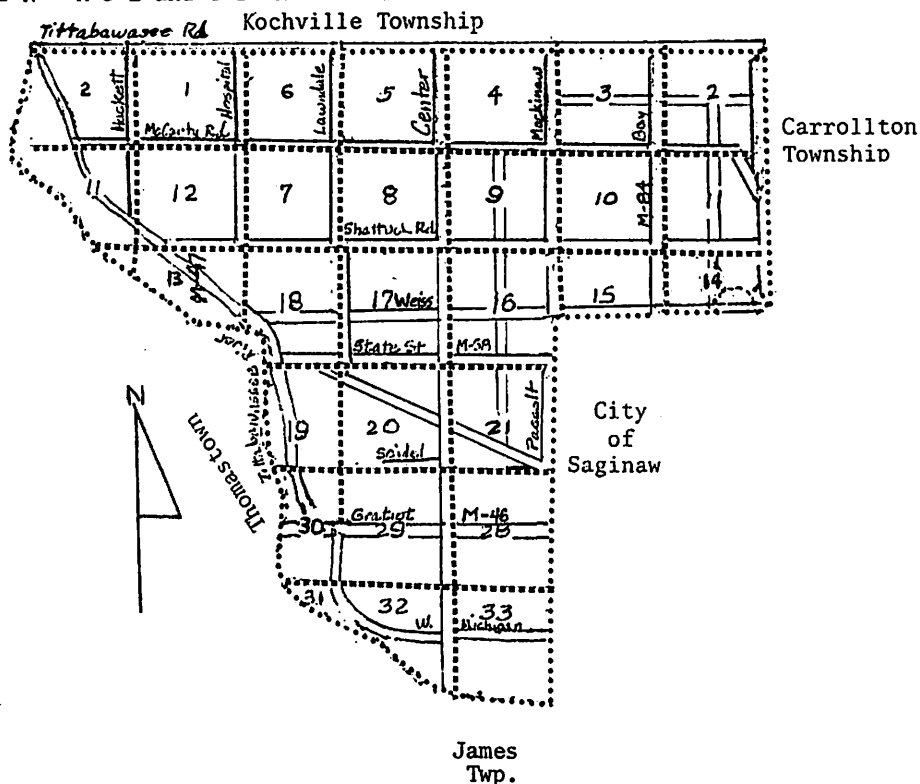 Kochville Township
Tittabawasee Rd
2 1 6 5 4 3 2
Hackett
Hospital
Lawndale
Center
Mackinaw
Bay
McCarty Rd.
Carrollton
Township
11 12 7 8 9 10
M-84
Shattuck Rd.
13 M-47 18 17 Weiss 16 15 14
State St M-58
River
Thomastown
N
19 20 21
Seidel
City
of
Saginaw
Gratiot M-46
30 29 28
31 32 33
W. Michigan
James
Twp.